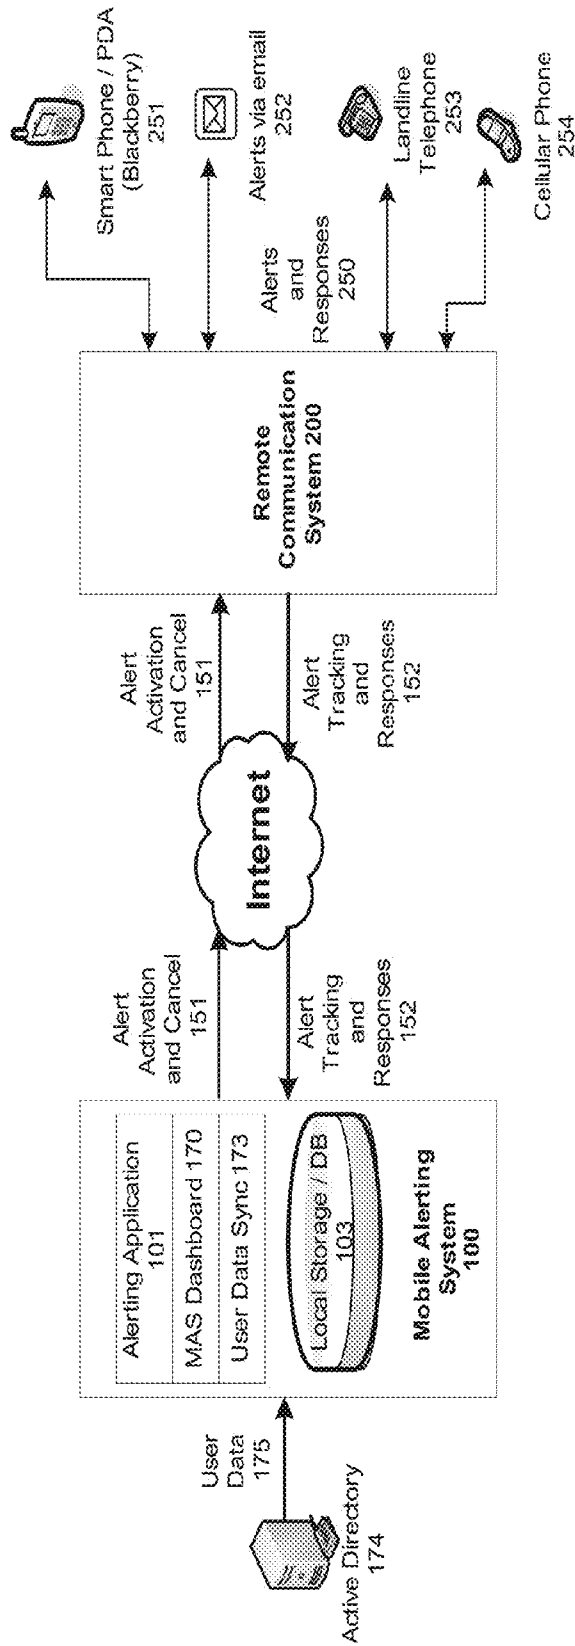 Active Directory
174
User
Data
175
Alerting Application
101
MAS Dashboard 170
User Data Sync 173
Local Storage / DB
103
Mobile Alerting
System
100
Alert
Activation
and Cancel
151
Alert
Tracking
and
Responses
152
Internet
Alert
Activation
and Cancel
151
Alert
Tracking
and
Responses
152
Remote
Communication
System 200
Alerts
and
Responses
250
Smart Phone / PDA
(Blackberry)
251
Alerts via email
252
Landline
Telephone
253
Cellular Phone
254